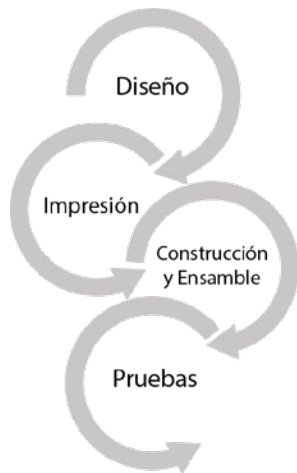 Diseño
Impresión
Construcción
y Ensamble
Pruebas